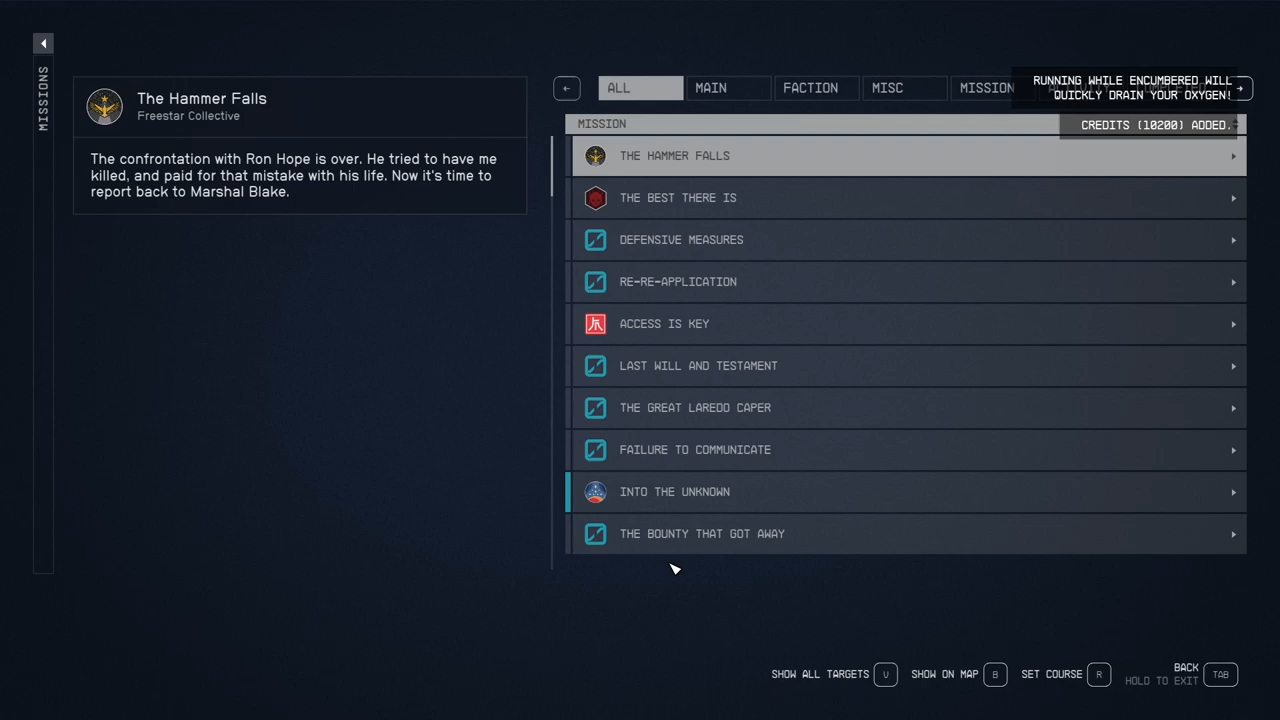 MISSIONS
The Hammer Falls
Freestar Collective
The confrontation with Ron Hope is over. He tried to have me
killed, and paid for that mistake with his life. Now it's time to
report back to Marshal Blake.
ALL
MAIN
FACTION
MISC
MISSION
RUNNING WHILE ENCUMBERED WILL
QUICKLY DRAIN YOUR OXYGEN!
MISSION
CREDITS (10200) ADDED.
THE HAMMER FALLS
THE BEST THERE IS
DEFENSIVE MEASURES
RE-RE-APPLICATION
ACCESS IS KEY
LAST WILL AND TESTAMENT
THE GREAT LAREDO CAPER
FAILURE TO COMMUNICATE
INTO THE UNKNOWN
THE BOUNTY THAT GOT AWAY
SHOW ALL TARGETS V
SHOW ON MAP B
SET COURSE R
BACK
HOLD TO EXIT
TAB